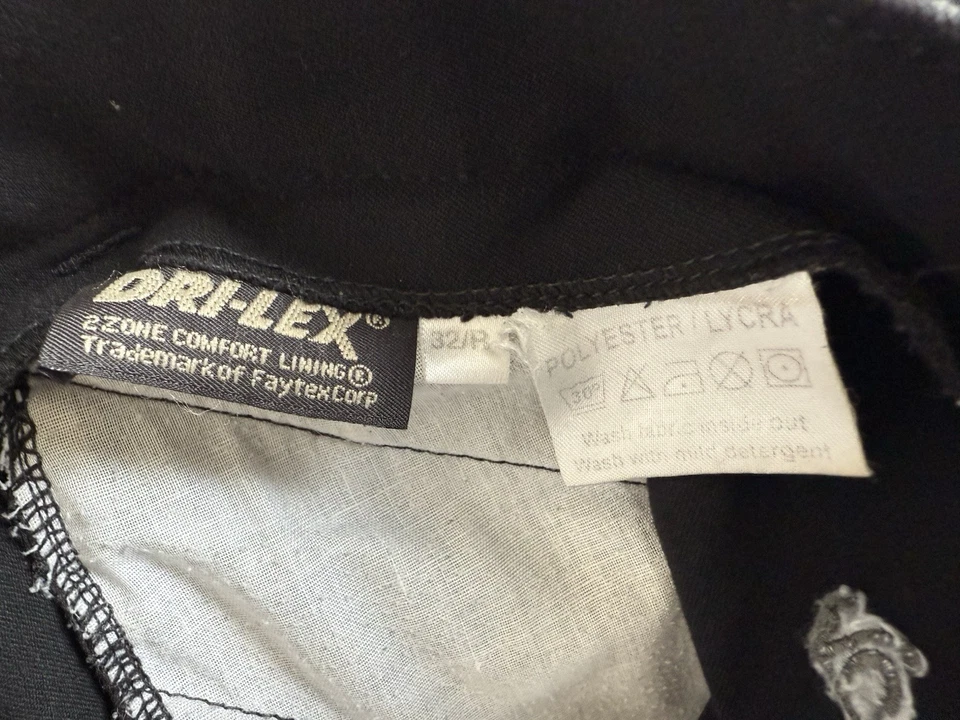 DRI-LEX®
2ZONE COMFORT LINING®
Trademark of Faytex Corp
32/R
POLYESTER / LYCRA
30°
Wash fabric inside out
Wash with mild detergent